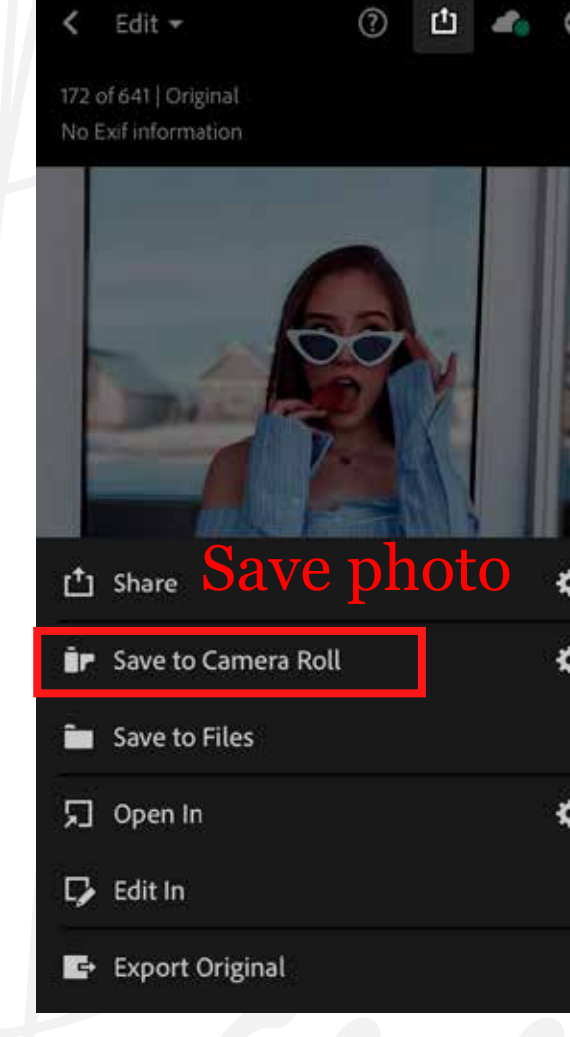 Edit
172 of 641 | Original
No Exif information
Share
Save photo
Save to Camera Roll
Save to Files
Open In
Edit In
Export Original